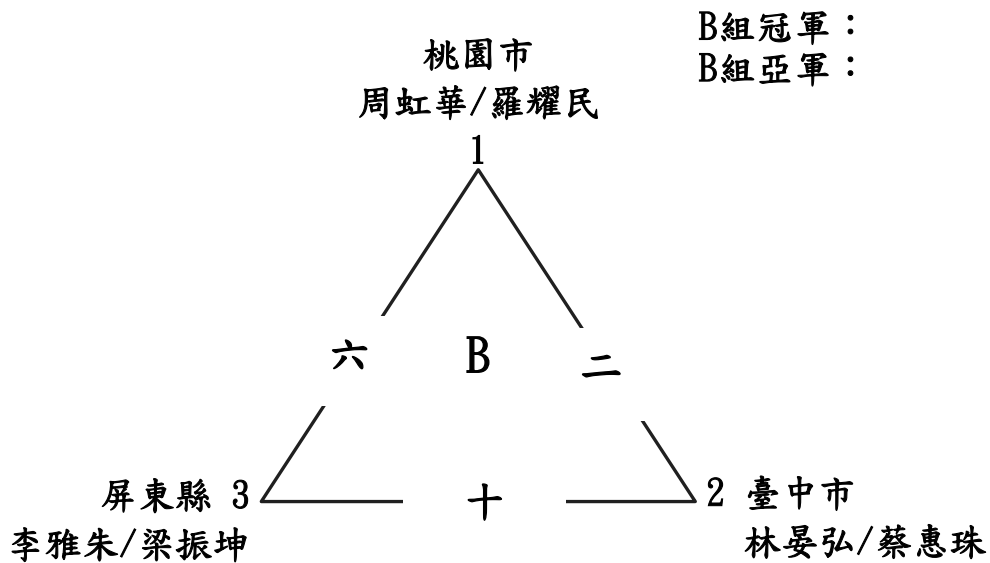 B組冠軍：
B組亞軍：
桃園市
周虹華/羅耀民
1
六
B
二
屏東縣 3
十
2 臺中市
李雅朱/梁振坤
林晏弘/蔡惠珠